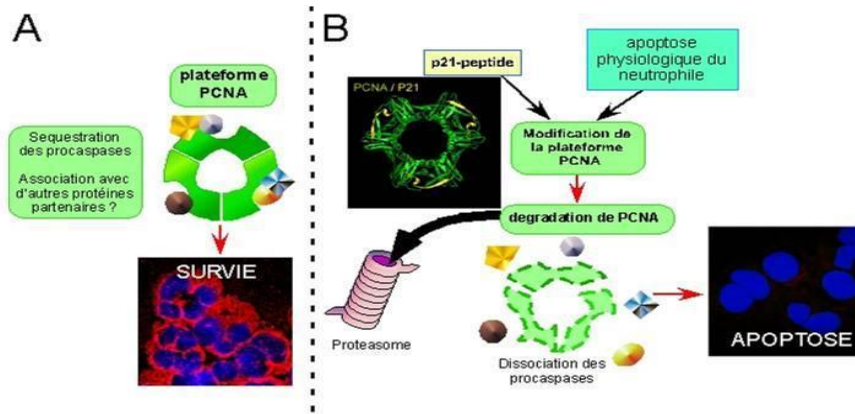 A
plateforme
PCNA
Sequestration
des procaspases
Association avec
d'autres protéines
partenaires ?
SURVIE
B
p21-peptide
apoptose
physiologique du
neutrophile
PCNA / P21
Modification de
la plateforme
PCNA
degradation de PCNA
Proteasome
Dissociation des
procaspases
APOPTOSE